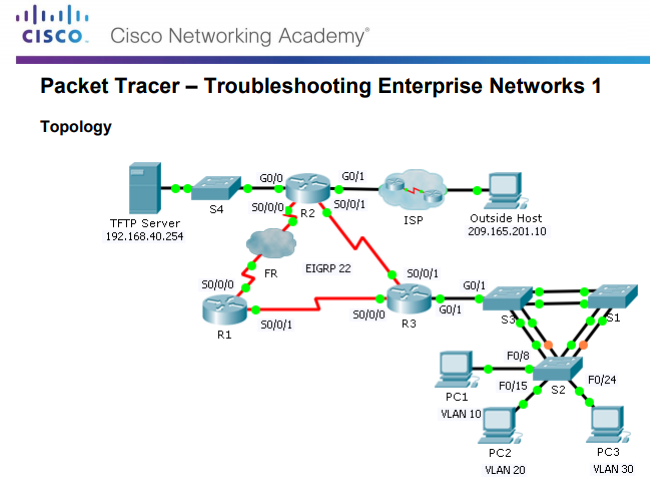 CISCO Cisco Networking Academy®
Packet Tracer – Troubleshooting Enterprise Networks 1
Topology
G0/0
G0/1
S4
S0/0/0
R2
S0/0/1
ISP
TFTP Server
192.168.40.254
Outside Host
209.165.201.10
FR
EIGRP 22
S0/0/0
S0/0/1
G0/1
R1
S0/0/1
S0/0/0
R3
G0/1
S3
S1
F0/8
F0/15
S2
F0/24
PC1
VLAN 10
PC2
VLAN 20
PC3
VLAN 30